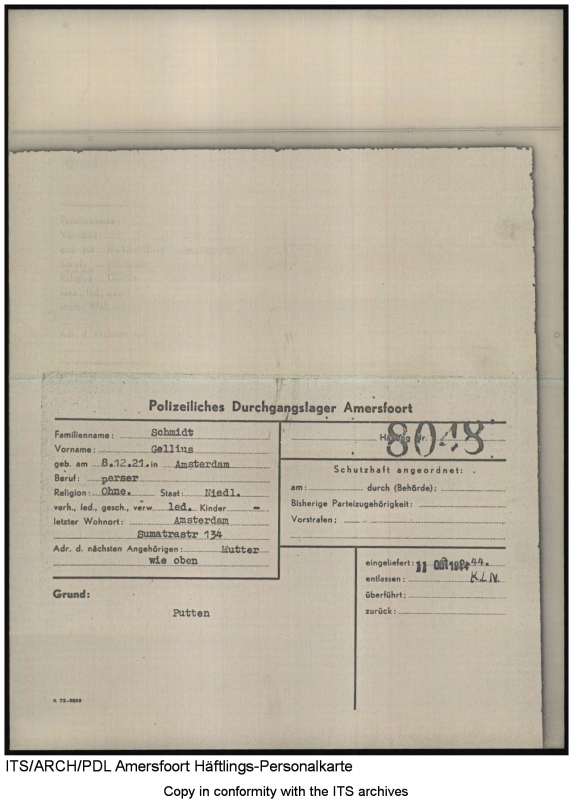 Polizeiliches Durchgangslager Amersfoort
Familienname: Schmidt
Vorname: Gellius
geb. am 8.12.21. in Amsterdam
Beruf: perser
Religion: Ohne. Staat: Niedl.
verh., led., gesch., verw. led. Kinder -
letzter Wohnort: Amsterdam
Sumatrastr 134
Adr. d. nächsten Angehörigen: Mutter
wie oben
Nr. 8048
Schutzhaft angeordnet:
am: durch (Behörde):
Bisherige Parteizugehörigkeit:
Vorstrafen:
eingeliefert: 11 44.
entlassen: K.L.N.
überführt:
zurück:
Grund:
Putten
ITS/ARCH/PDL Amersfoort Häftlings-Personalkarte
Copy in conformity with the ITS archives